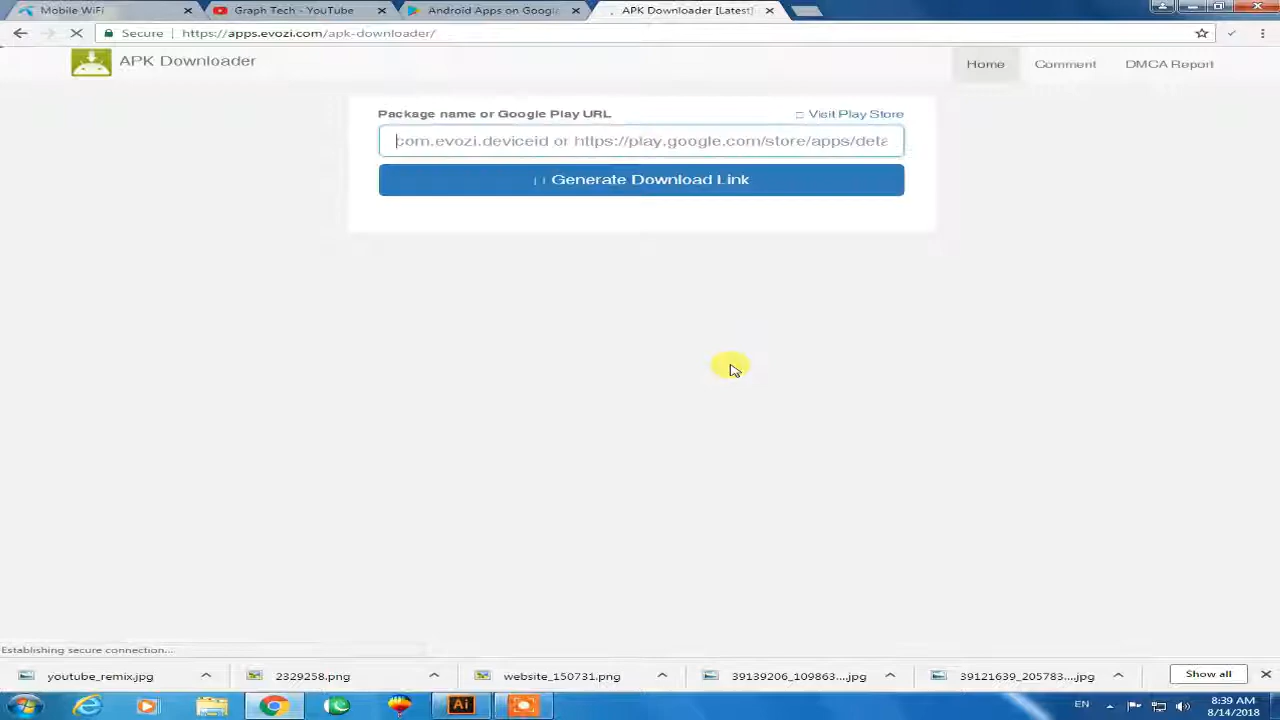 Mobile WiFi
Graph Tech - YouTube
Android Apps on Google
APK Downloader [Latest]
Secure
https://apps.evozi.com/apk-downloader/
APK Downloader
Home
Comment
DMCA Report
Package name or Google Play URL
Visit Play Store
com.evozi.deviceid or https://play.google.com/store/apps/deta
Generate Download Link
Establishing secure connection...
youtube_remix.jpg
2329258.png
website_150731.png
39139206_109863....jpg
39121639_205783....jpg
Show all
Ai
EN
8:39 AM
8/14/2018